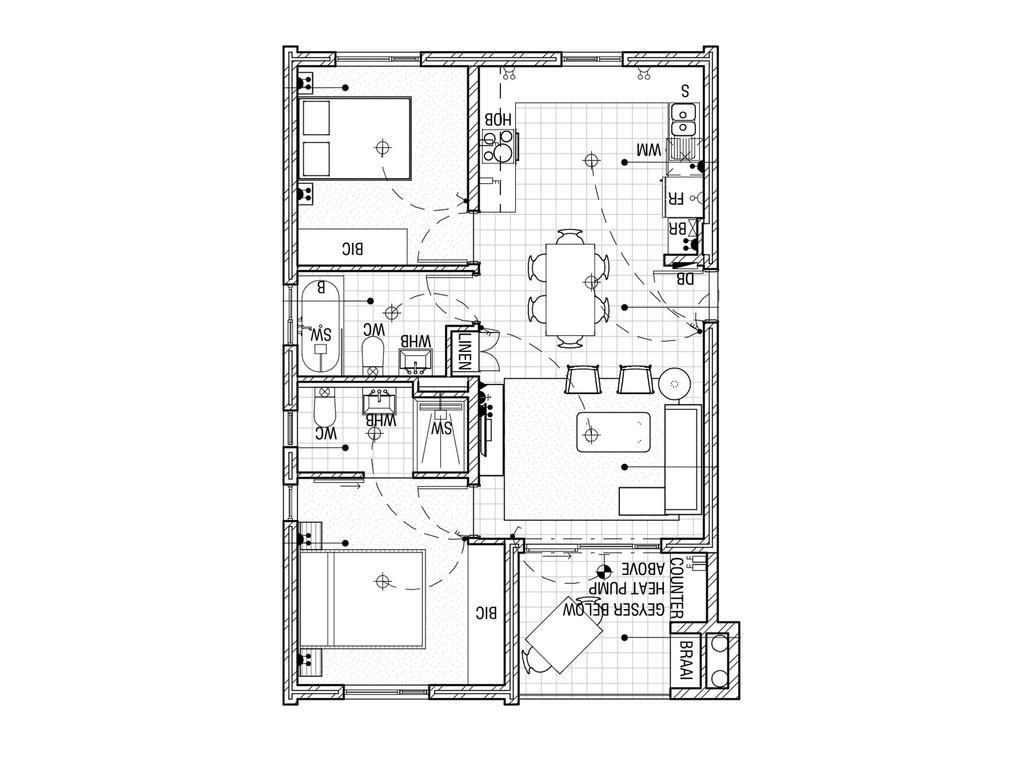 S
HOB
WM
FR
BR
BIC
DB
B
SW
WC
WHB
LINEN
WC
WHB
SW
COUNTER
GEYSER BELOW
HEAT PUMP
ABOVE
BIC
BRAAI